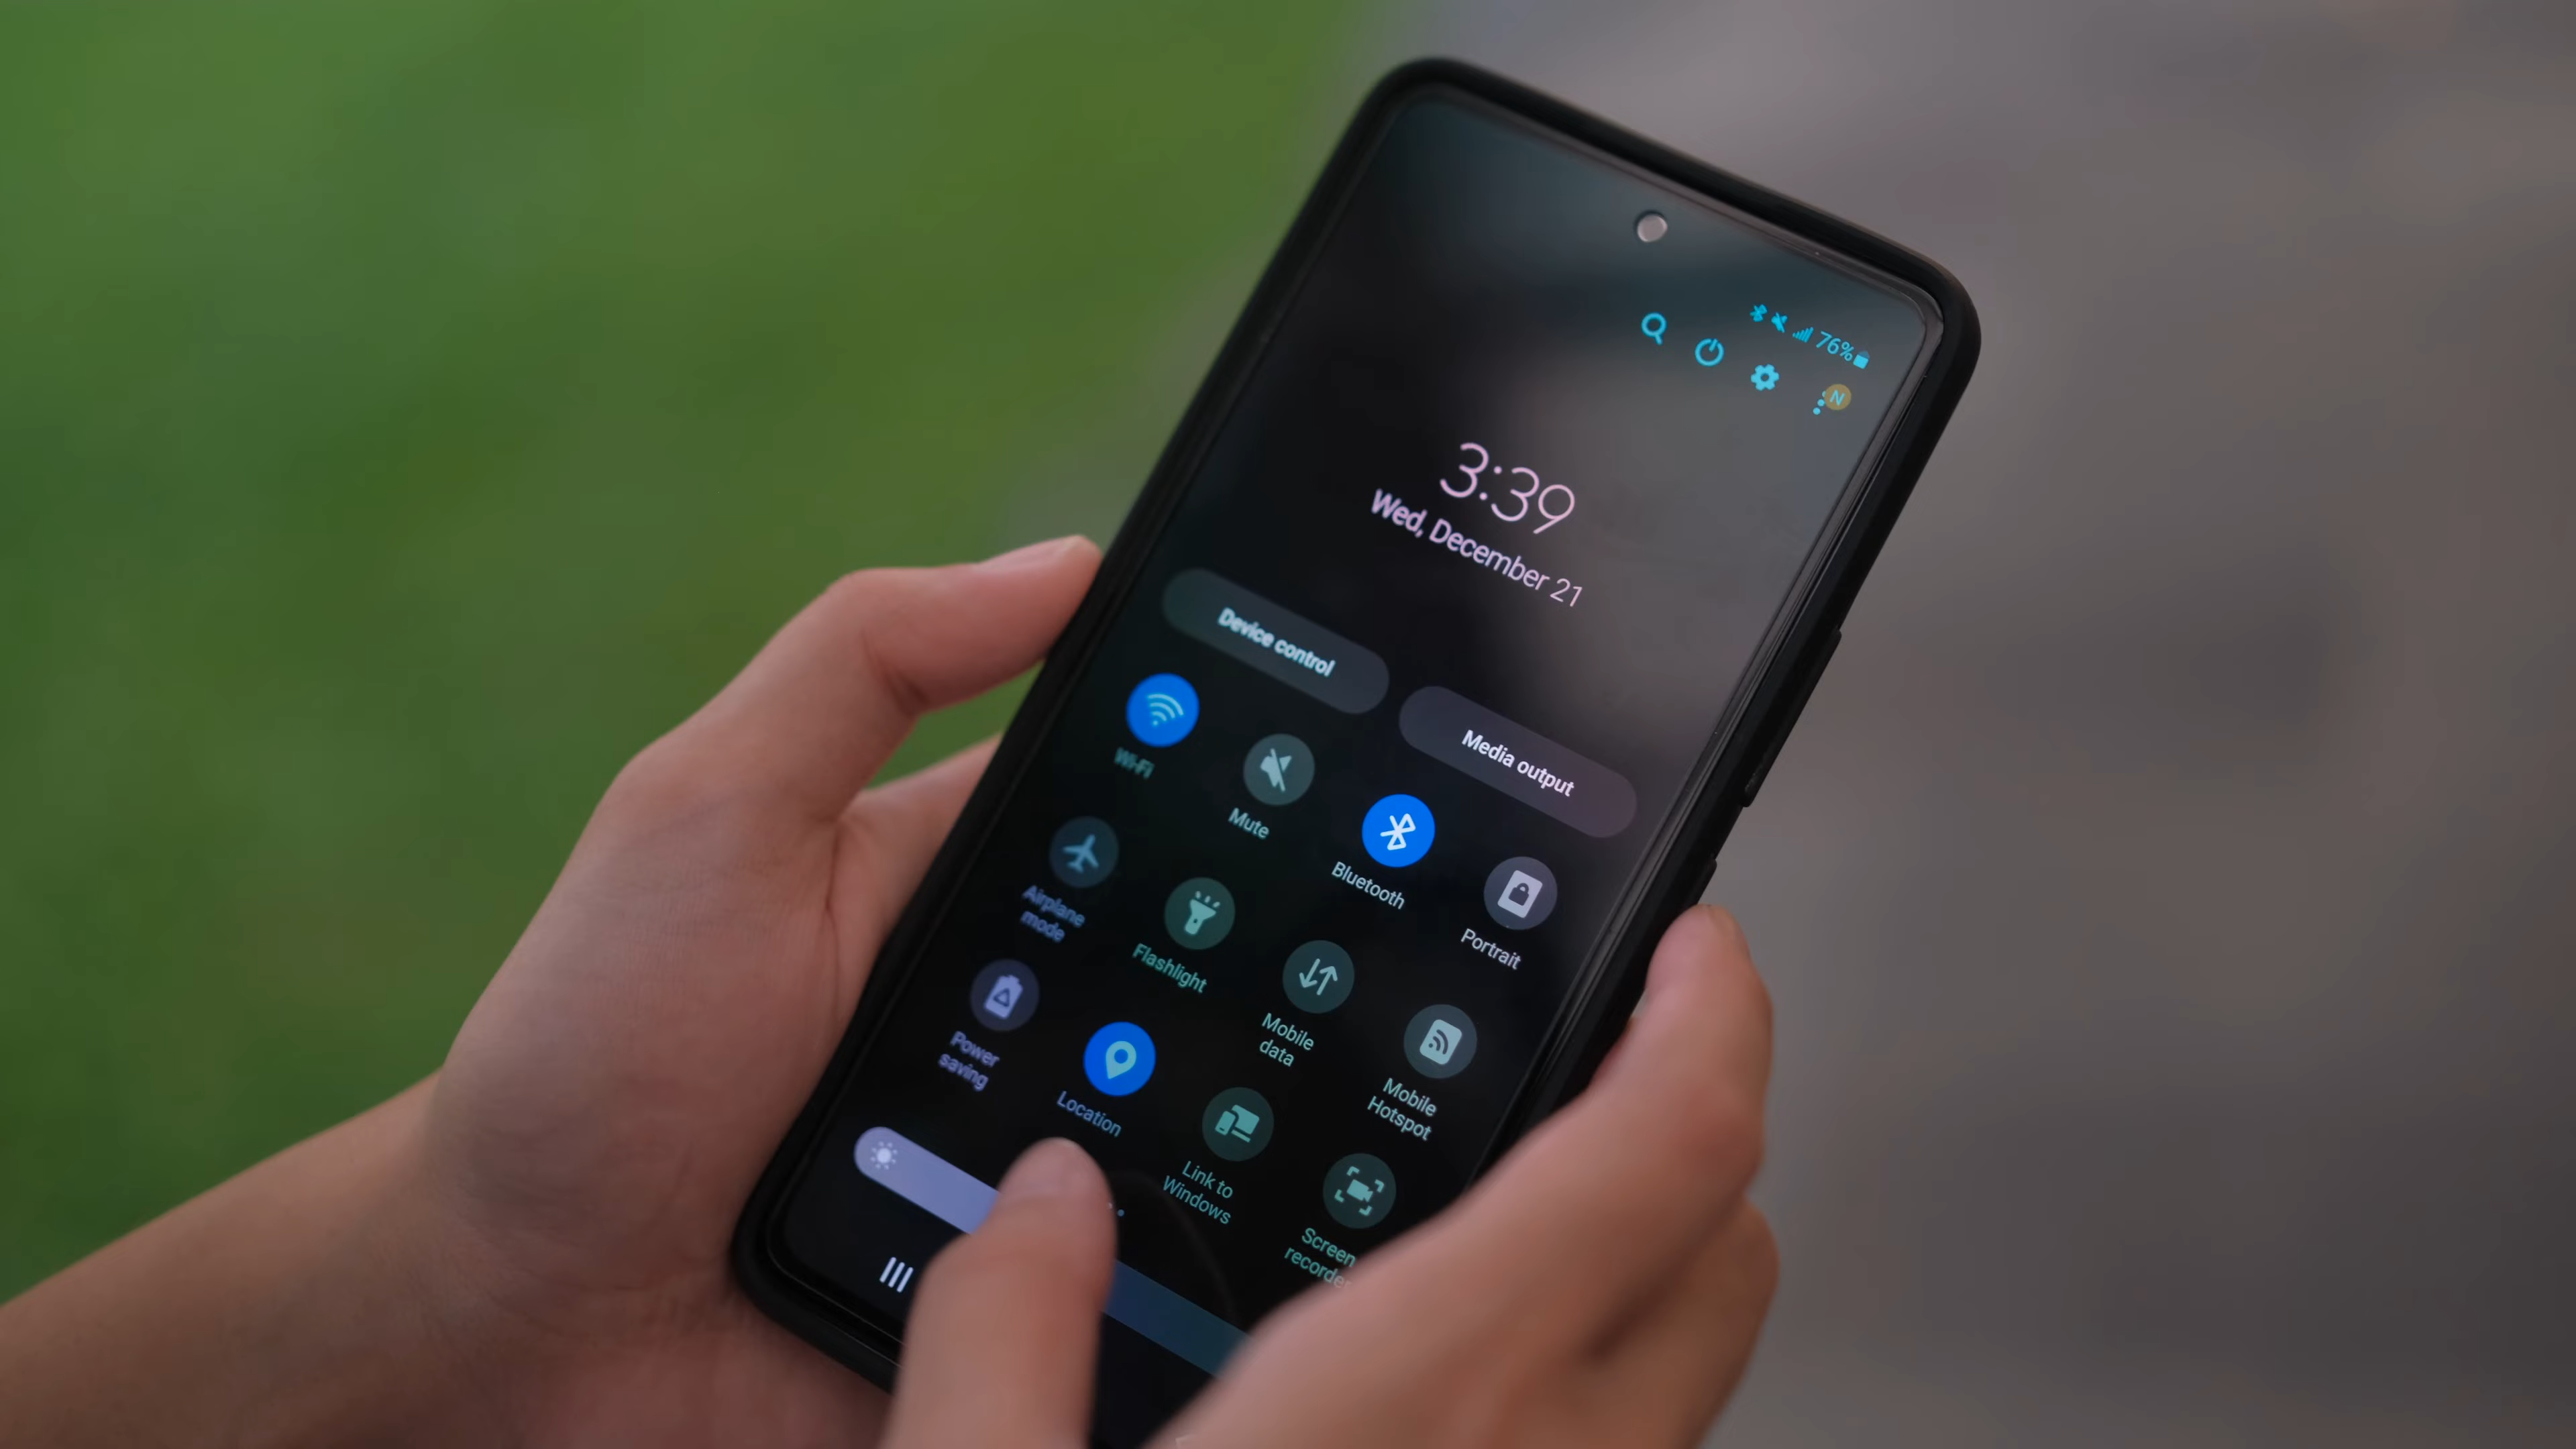 76%
N
3:39
Wed, December 21
Device control
Media output
Wi-Fi
Mute
Bluetooth
Portrait
Airplane
mode
Flashlight
Mobile
data
Mobile
Hotspot
Power
saving
Location
Link to
Windows
Screen
recorder